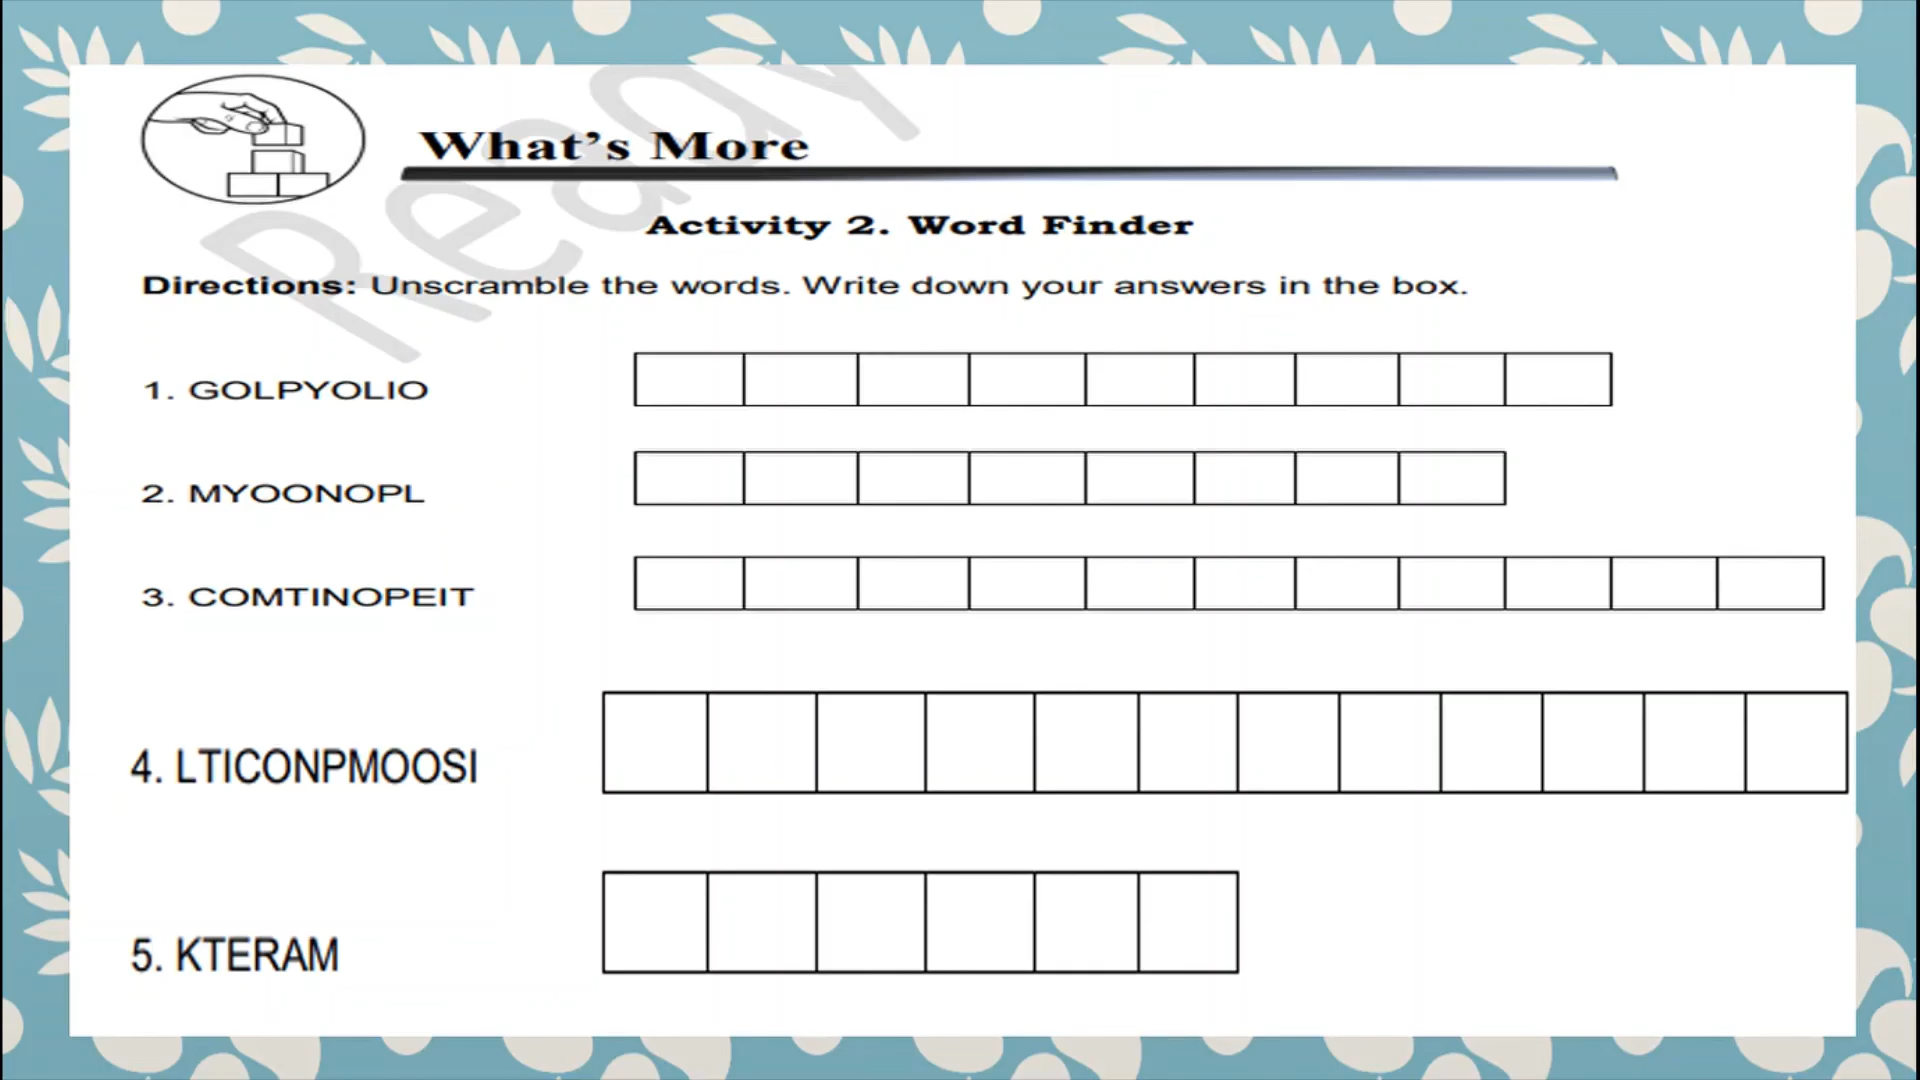 Ready
What's More
Activity 2. Word Finder
Directions: Unscramble the words. Write down your answers in the box.
1. GOLPYOLIO
2. MYOONOPL
3. COMTINOPEIT
4. LTICONPMOOSI
5. KTERAM